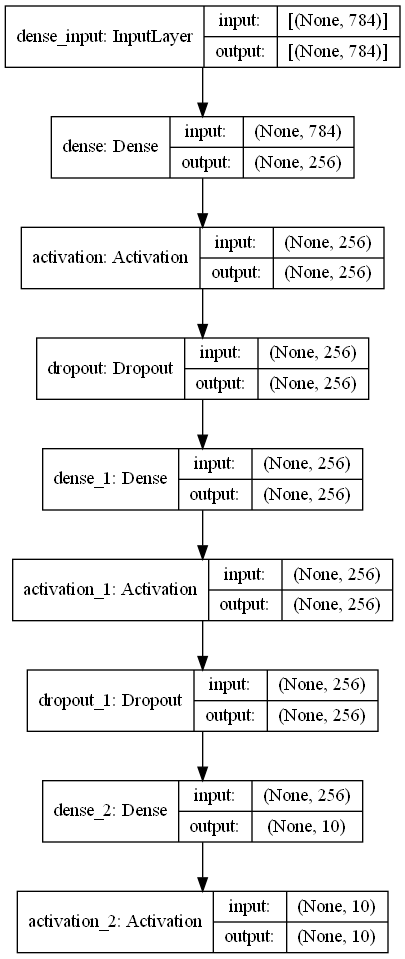 dense_input: InputLayer input: [(None, 784)]
output: [(None, 784)]
dense: Dense input: (None, 784)
output: (None, 256)
activation: Activation input: (None, 256)
output: (None, 256)
dropout: Dropout input: (None, 256)
output: (None, 256)
dense_1: Dense input: (None, 256)
output: (None, 256)
activation_1: Activation input: (None, 256)
output: (None, 256)
dropout_1: Dropout input: (None, 256)
output: (None, 256)
dense_2: Dense input: (None, 256)
output: (None, 10)
activation_2: Activation input: (None, 10)
output: (None, 10)